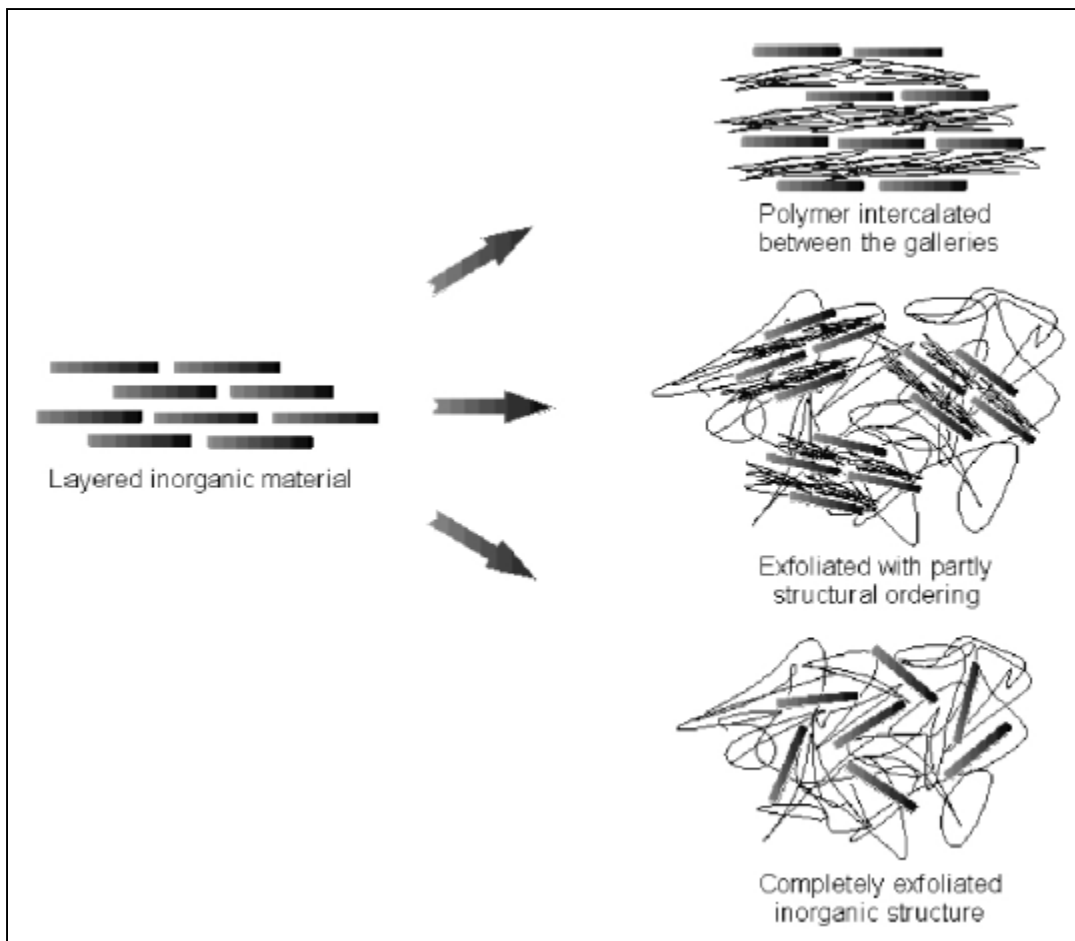 Polymer intercalated
between the galleries
Layered inorganic material
Exfoliated with partly
structural ordering
Completely exfoliated
inorganic structure